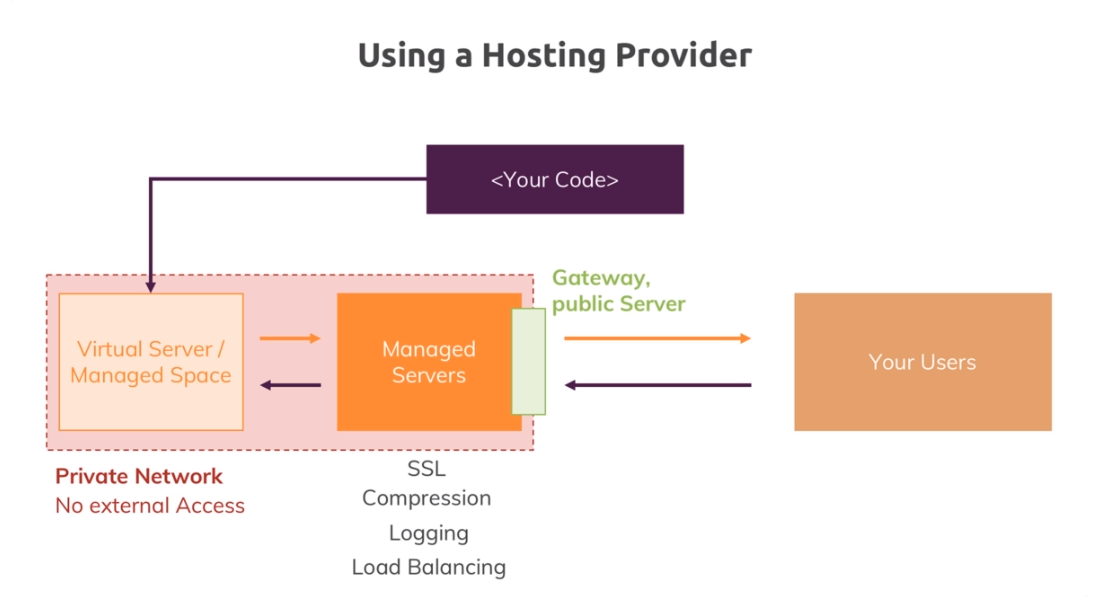 Using a Hosting Provider
<Your Code>
Gateway,
public Server
Virtual Server /
Managed Space
Managed
Servers
Your Users
Private Network
No external Access
SSL
Compression
Logging
Load Balancing